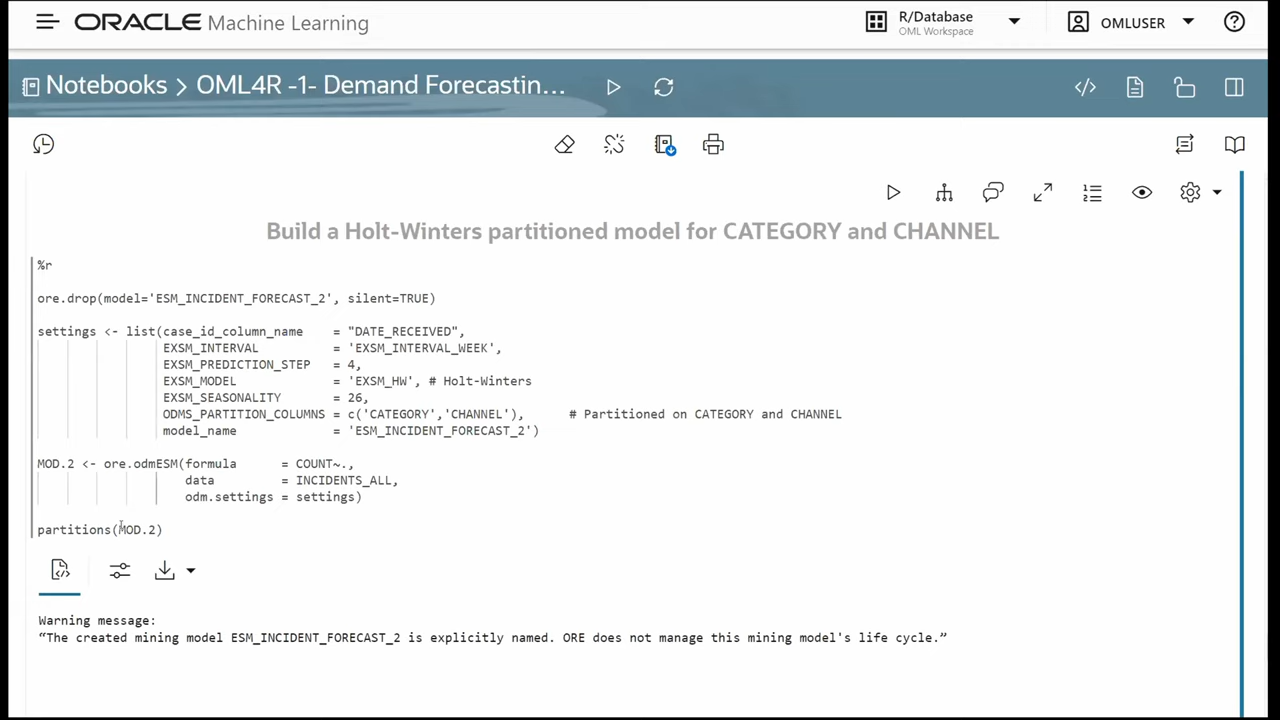 ORACLE Machine Learning
R/Database
OML Workspace
OMLUSER
Notebooks > OML4R -1- Demand Forecastin...
Build a Holt-Winters partitioned model for CATEGORY and CHANNEL
%r
ore.drop(model='ESM_INCIDENT_FORECAST_2', silent=TRUE)
settings <- list(case_id_column_name = "DATE_RECEIVED",
EXSM_INTERVAL = 'EXSM_INTERVAL_WEEK',
EXSM_PREDICTION_STEP = 4,
EXSM_MODEL = 'EXSM_HW', # Holt-Winters
EXSM_SEASONALITY = 26,
ODMS_PARTITION_COLUMNS = c('CATEGORY','CHANNEL'), # Partitioned on CATEGORY and CHANNEL
model_name = 'ESM_INCIDENT_FORECAST_2')
MOD.2 <- ore.odmESM(formula = COUNT~.,
data = INCIDENTS_ALL,
odm.settings = settings)
partitions(MOD.2)
Warning message:
“The created mining model ESM_INCIDENT_FORECAST_2 is explicitly named. ORE does not manage this mining model's life cycle.”